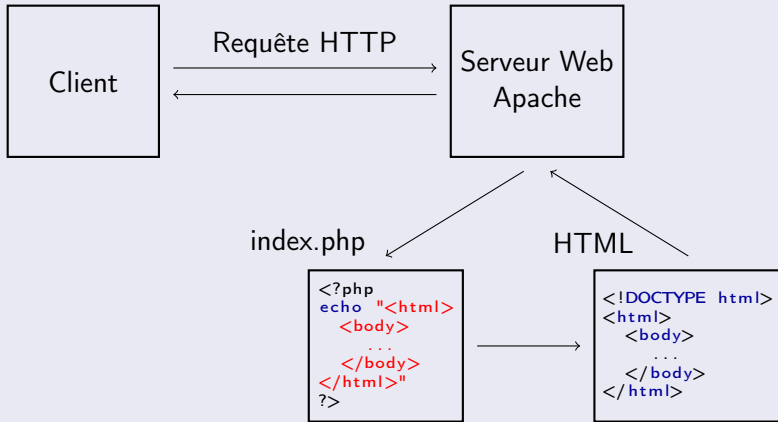 Requête HTTP
Client
Serveur Web
Apache
index.php
HTML
<?php
echo "<html>
<body>
...
</body>
</html>"
?>
<!DOCTYPE html>
<html>
<body>
...
</body>
</html>